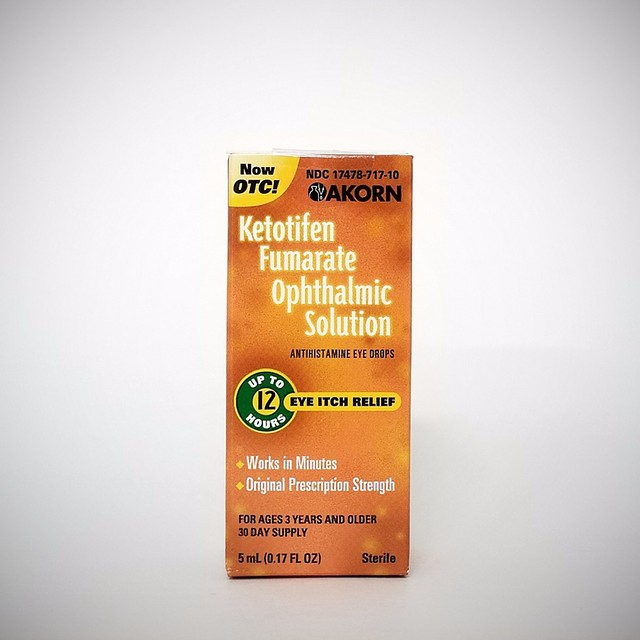 Now
OTC!
NDC 17478-717-10
AKORN
Ketotifen
Fumarate
Ophthalmic
Solution
ANTIHISTAMINE EYE DROPS
UP TO
12
HOURS
EYE ITCH RELIEF
Works in Minutes
Original Prescription Strength
FOR AGES 3 YEARS AND OLDER
30 DAY SUPPLY
5 mL (0.17 FL OZ) Sterile